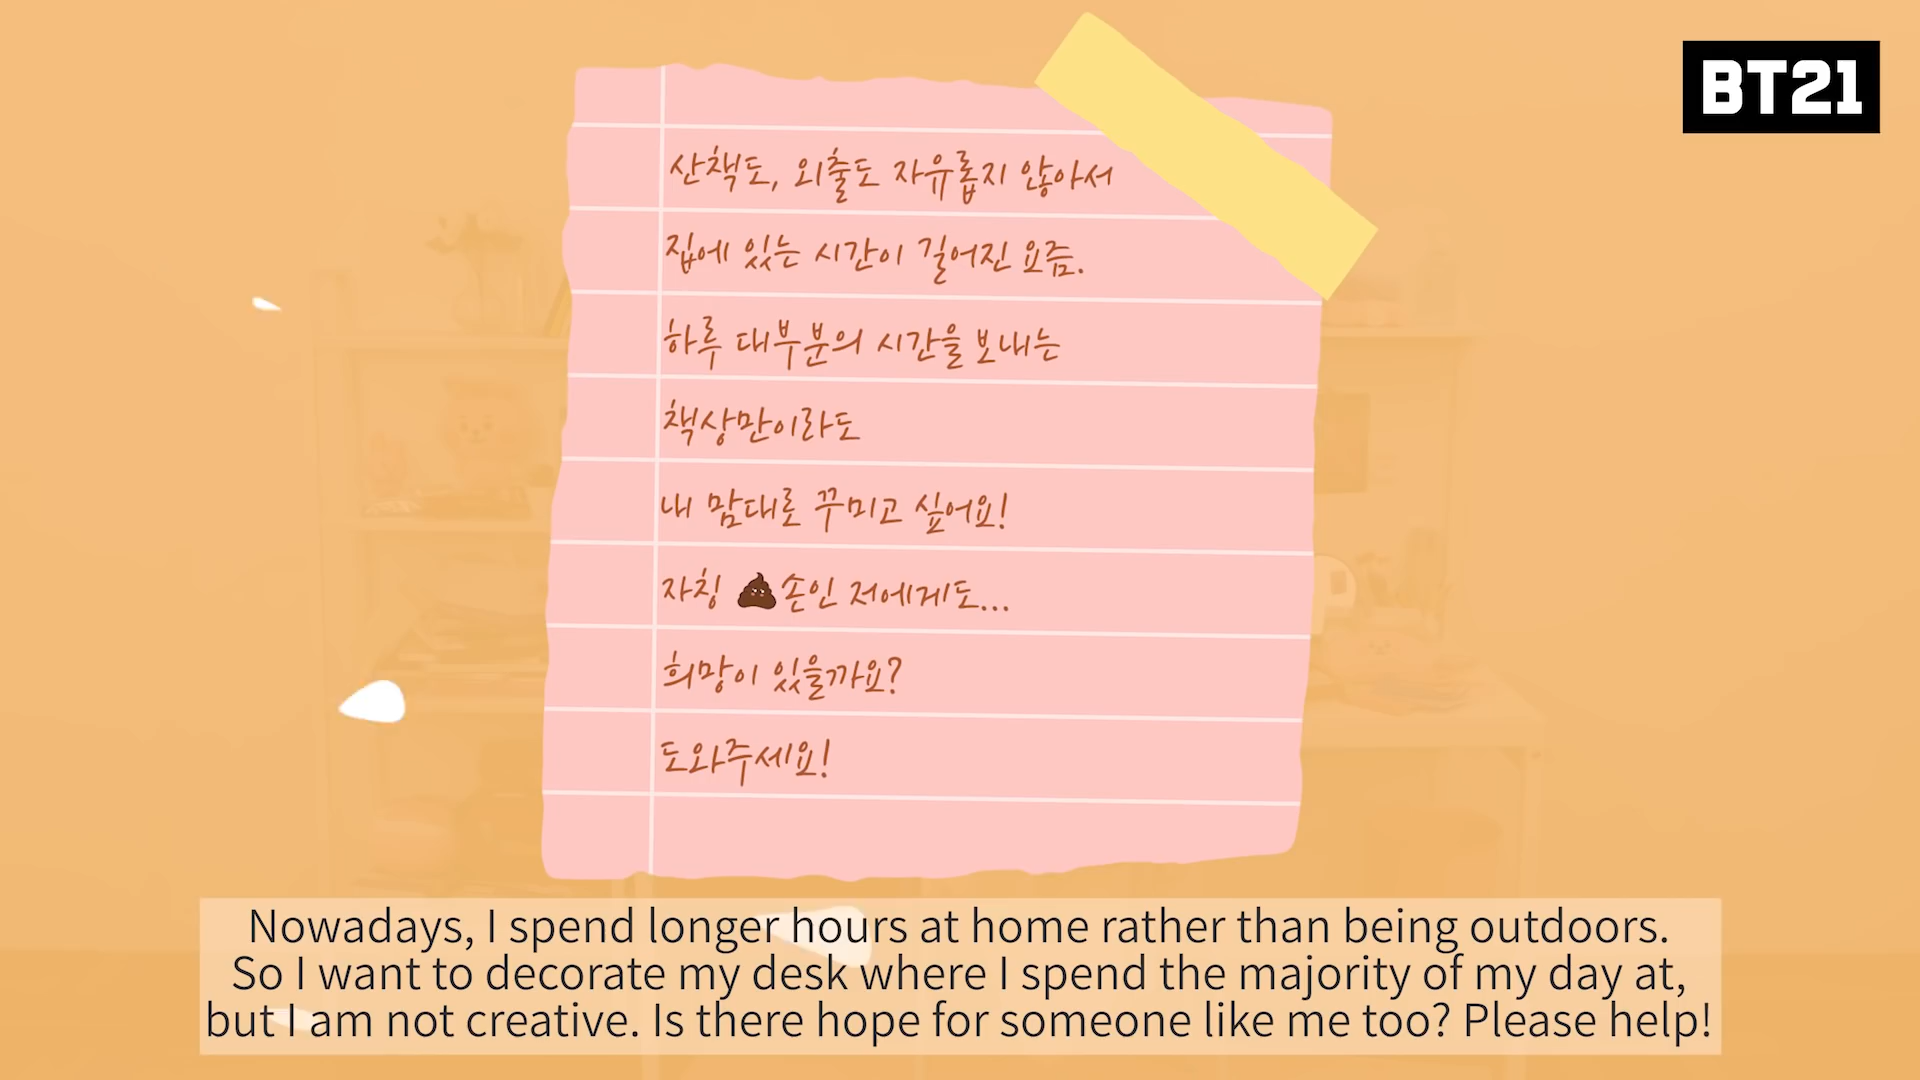 BT21
산책도, 외출도 자유롭지 않아서
집에 있는 시간이 길어진 요즘.
하루 대부분의 시간을 보내는
책상만이라도
내 맘대로 꾸미고 싶어요!
자칭 💩손인 저에게도...
희망이 있을까요?
도와주세요!
Nowadays, I spend longer hours at home rather than being outdoors.
So I want to decorate my desk where I spend the majority of my day at,
but I am not creative. Is there hope for someone like me too? Please help!